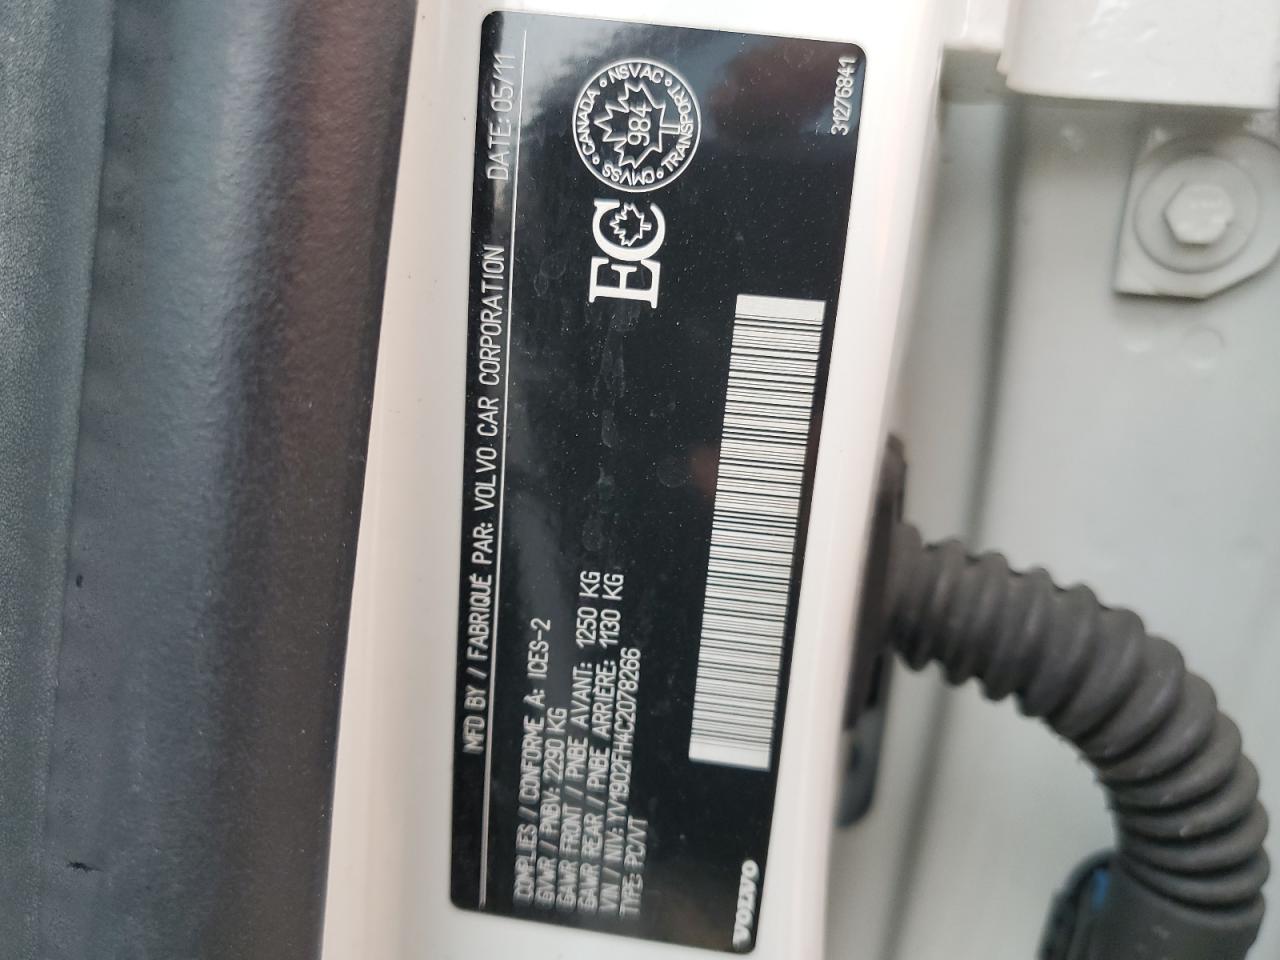 MFD BY / FABRIQUÉ PAR: VOLVO CAR CORPORATION DATE: 05/11
COMPLIES / CONFORME À: ICES-2
GVWR / PNBV: 2290 KG
GAWR FRONT / PNBE AVANT: 1250 KG
GAWR REAR / PNBE ARRIÈRE: 1130 KG
VIN / NIV: YV1902FH4C2078266
TYPE: PC/VT
EC
CANADA • NSVAC • TRANSPORT • CMVSS •
984
VOLVO
31276841